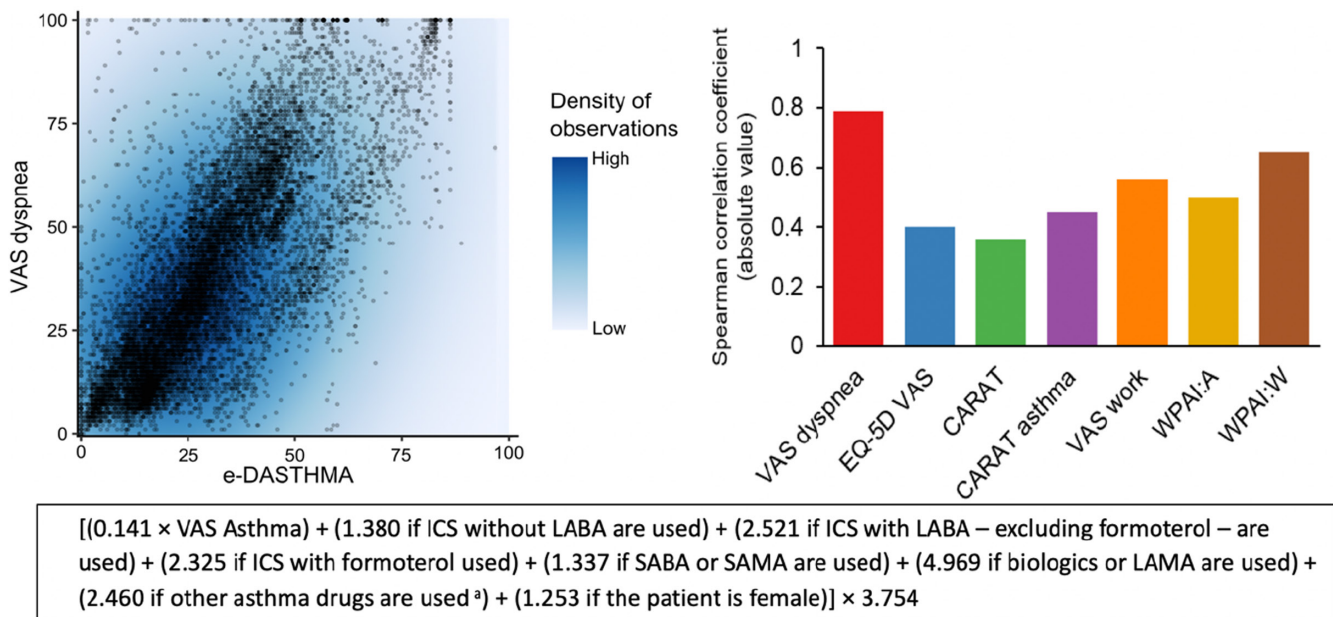 100
75
50
25
0
VAS dyspnea
0
25
50
75
100
e-DASTHMA
Density of
observations
High
Low
Spearman correlation coefficient
(absolute value)
1
0.8
0.6
0.4
0.2
0
VAS dyspnea
EQ-5D VAS
CARAT
CARAT asthma
VAS work
WPAI:A
WPAI:W
[(0.141 × VAS Asthma) + (1.380 if ICS without LABA are used) + (2.521 if ICS with LABA – excluding formoterol – are
used) + (2.325 if ICS with formoterol used) + (1.337 if SABA or SAMA are used) + (4.969 if biologics or LAMA are used) +
(2.460 if other asthma drugs are used ᵃ) + (1.253 if the patient is female)] × 3.754